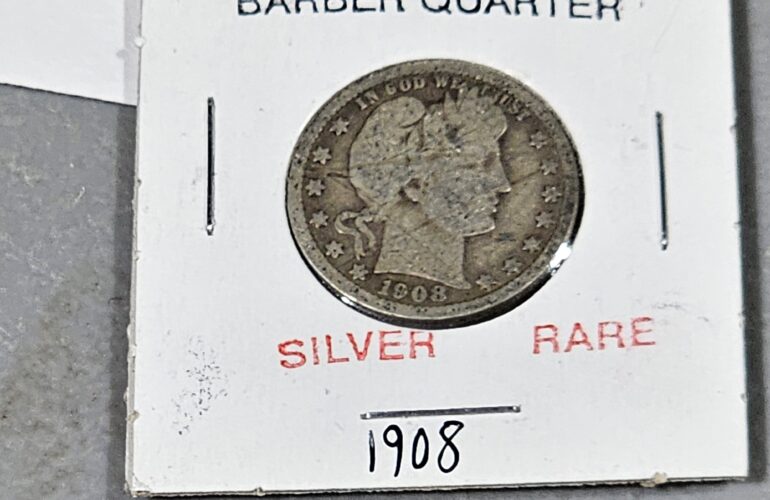 BARBER QUARTER
IN GOD WE TRUST
1908
SILVER RARE
1908